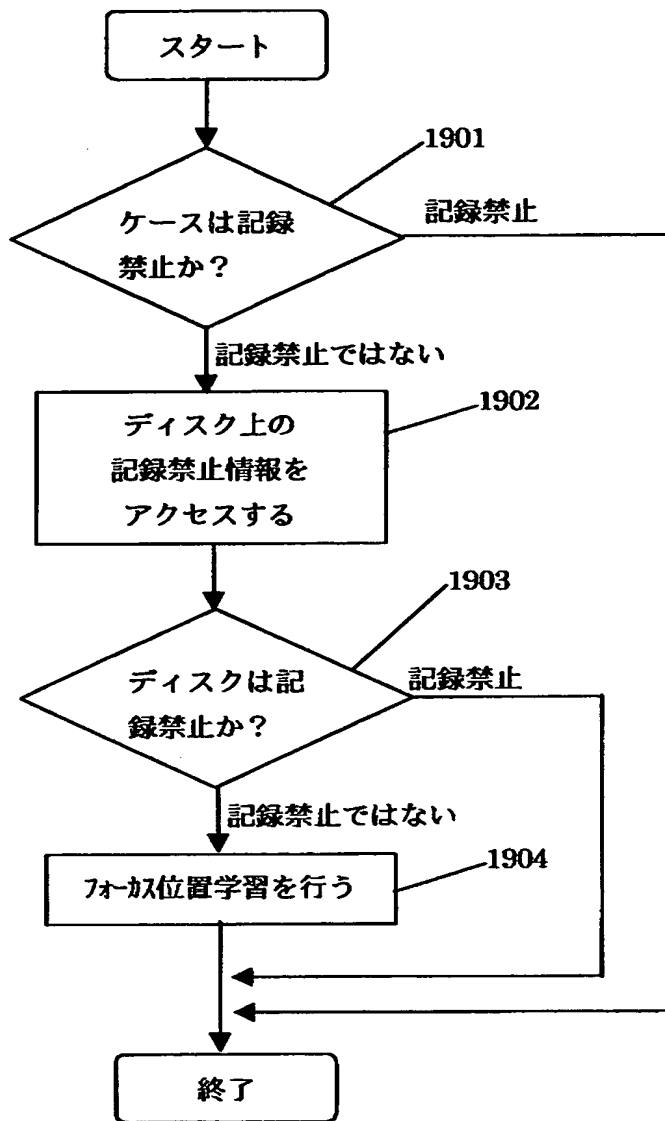 スタート
1901
ケースは記録
禁止か？
記録禁止
記録禁止ではない
1902
ディスク上の
記録禁止情報を
アクセスする
1903
ディスクは記
録禁止か？
記録禁止
記録禁止ではない
1904
ﾌｫｰｶｽ位置学習を行う
終了